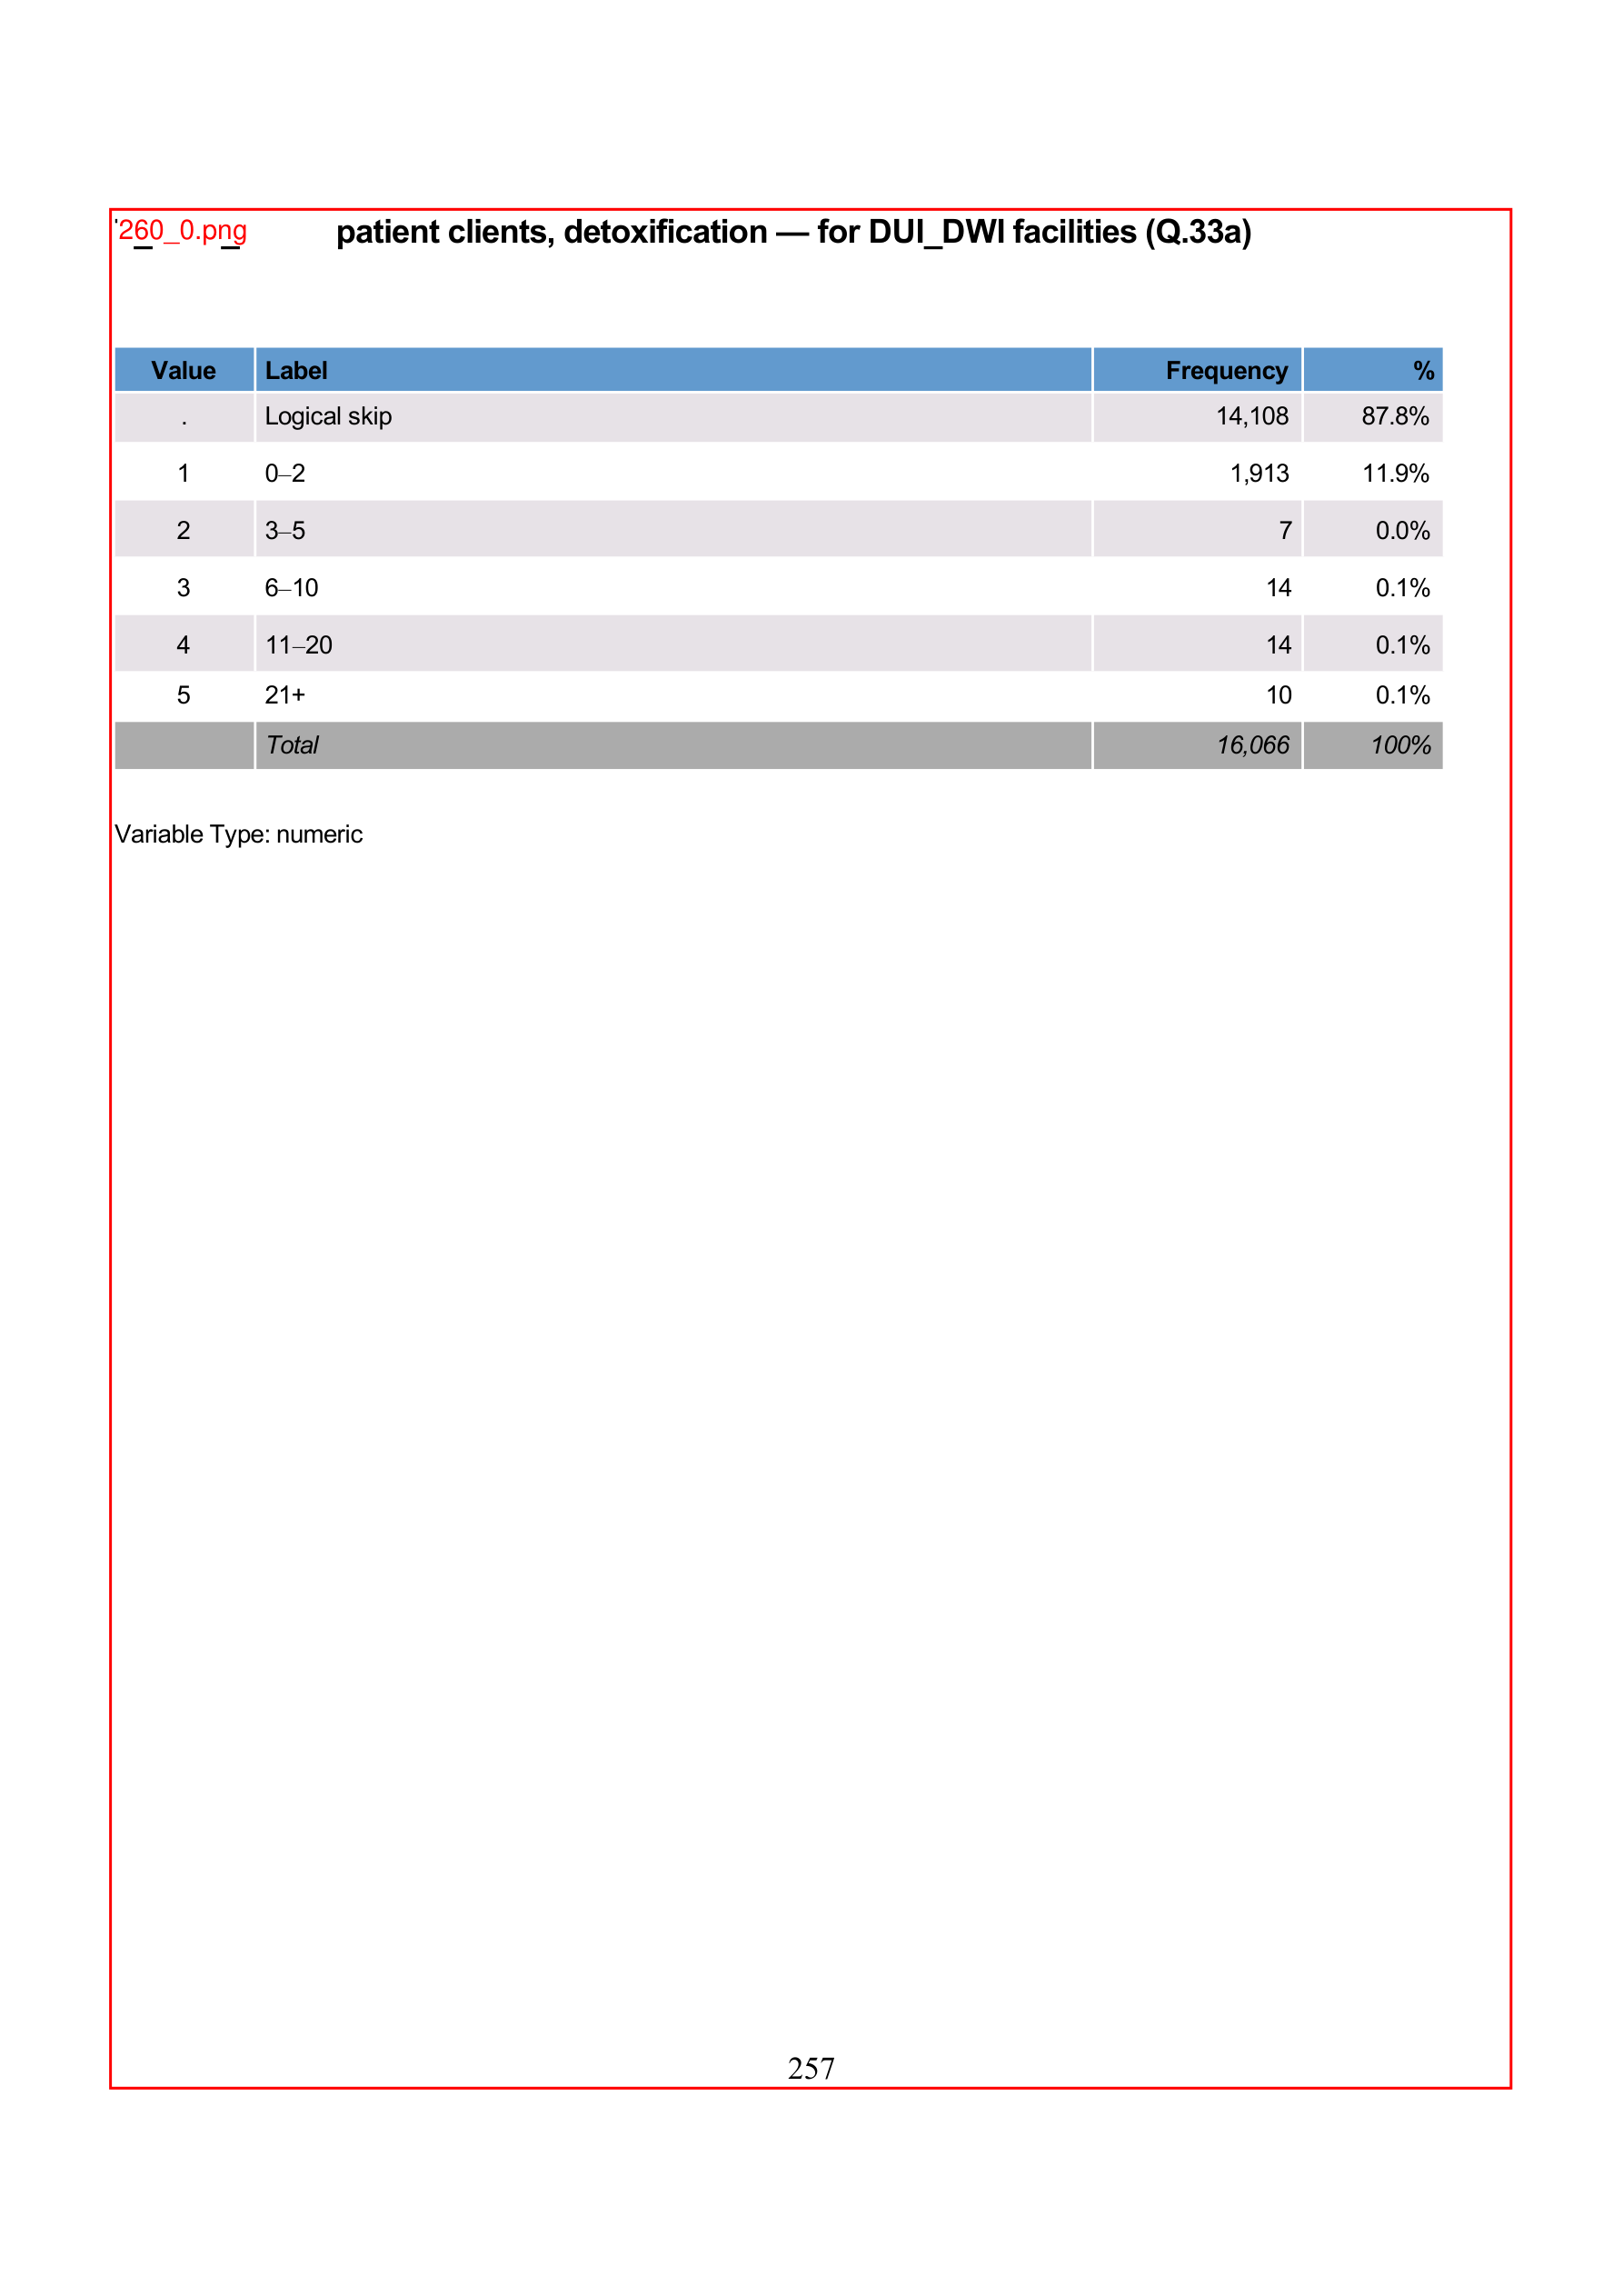 260_0.png patient clients, detoxification — for DUI_DWI facilities (Q.33a)
Value Label Frequency %
. Logical skip 14,108 87.8%
1 0–2 1,913 11.9%
2 3–5 7 0.0%
3 6–10 14 0.1%
4 11–20 14 0.1%
5 21+ 10 0.1%
Total 16,066 100%
Variable Type: numeric
257